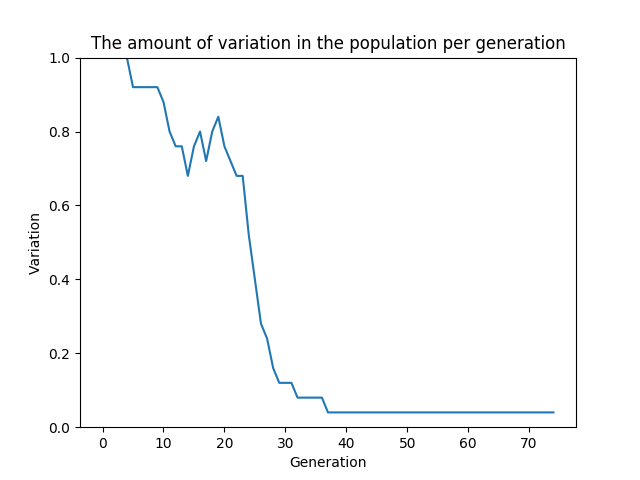 The amount of variation in the population per generation
1.0
0.8
0.6
0.4
0.2
0.0
Variation
0 10 20 30 40 50 60 70
Generation